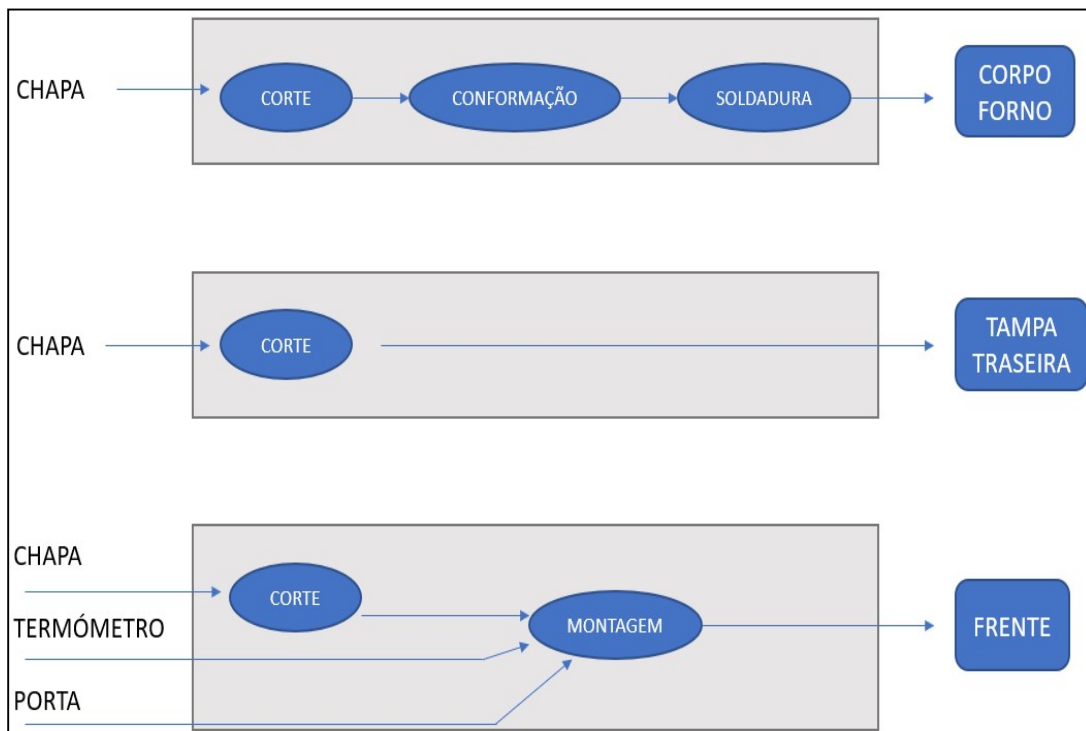 CHAPA
CORTE
CONFORMAÇÃO
SOLDADURA
CORPO
FORNO
CHAPA
CORTE
TAMPA
TRASEIRA
CHAPA
CORTE
TERMÓMETRO
MONTAGEM
FRENTE
PORTA